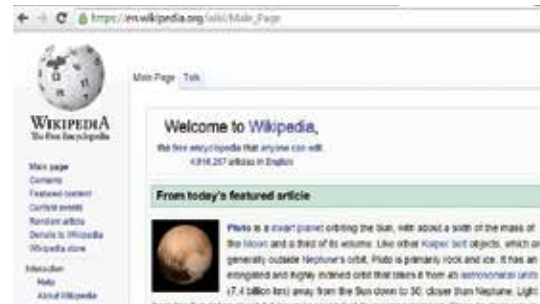 https://en.wikipedia.org/wiki/Main_Page
Main Page Talk
WIKIPEDIA
The Free Encyclopedia
Main page
Contents
Featured content
Current events
Random article
Donate to Wikipedia
Wikipedia store
Interaction
Help
About Wikipedia
Welcome to Wikipedia,
the free encyclopedia that anyone can edit.
articles in English
From today's featured article
Pluto is a dwarf planet orbiting the Sun, with about a sixth of the mass of
the Moon and a third of its volume. Like other Kuiper belt objects, which are
generally outside Neptune's orbit, Pluto is primarily rock and ice. It has an
elongated and highly inclined orbit that takes it from 49 astronomical units
(7.4 billion km) away from the Sun down to 30, closer than Neptune. Light